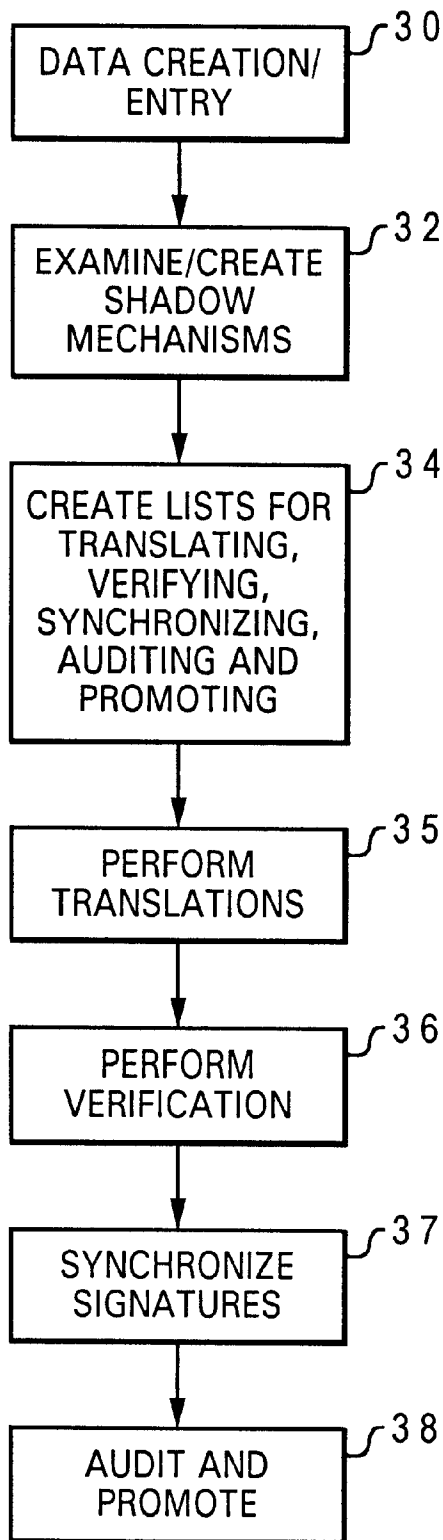 30
DATA CREATION/
ENTRY
32
EXAMINE/CREATE
SHADOW
MECHANISMS
34
CREATE LISTS FOR
TRANSLATING,
VERIFYING,
SYNCHRONIZING,
AUDITING AND
PROMOTING
35
PERFORM
TRANSLATIONS
36
PERFORM
VERIFICATION
37
SYNCHRONIZE
SIGNATURES
38
AUDIT AND
PROMOTE